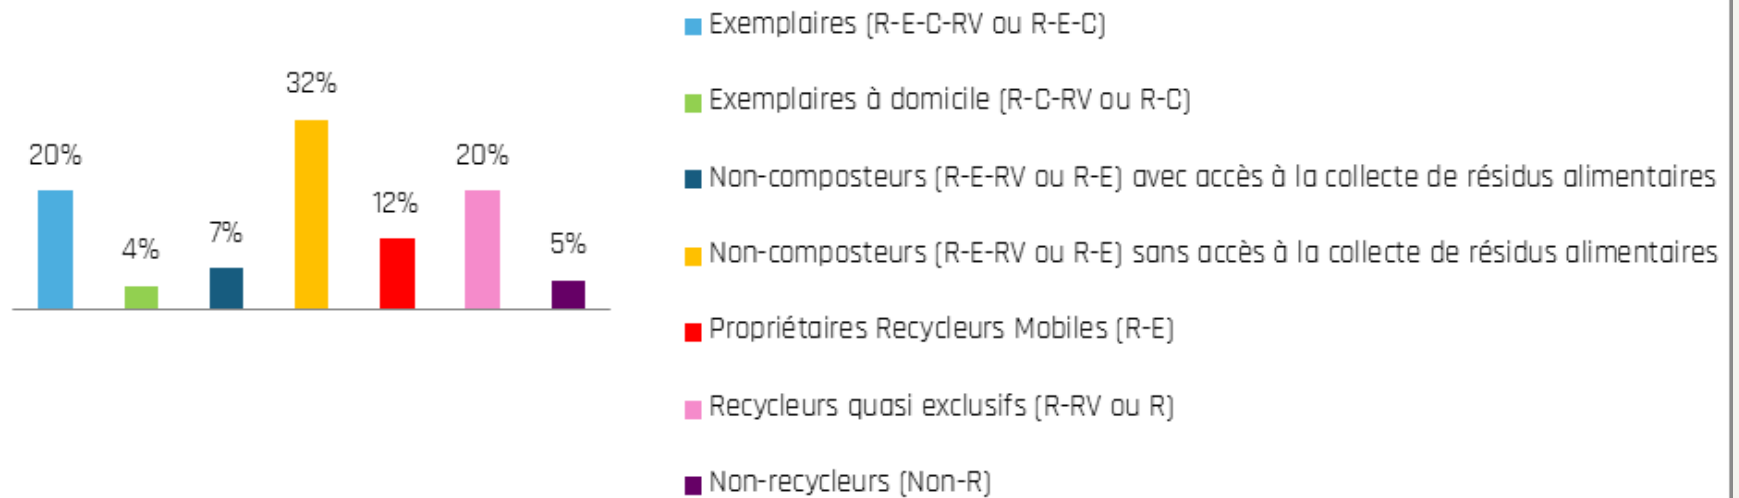 32%
20%
20%
12%
7%
4%
5%
Exemplaires (R-E-C-RV ou R-E-C)
Exemplaires à domicile (R-C-RV ou R-C)
Non-composteurs (R-E-RV ou R-E) avec accès à la collecte de résidus alimentaires
Non-composteurs (R-E-RV ou R-E) sans accès à la collecte de résidus alimentaires
Propriétaires Recycleurs Mobiles (R-E)
Recycleurs quasi exclusifs (R-RV ou R)
Non-recycleurs (Non-R)